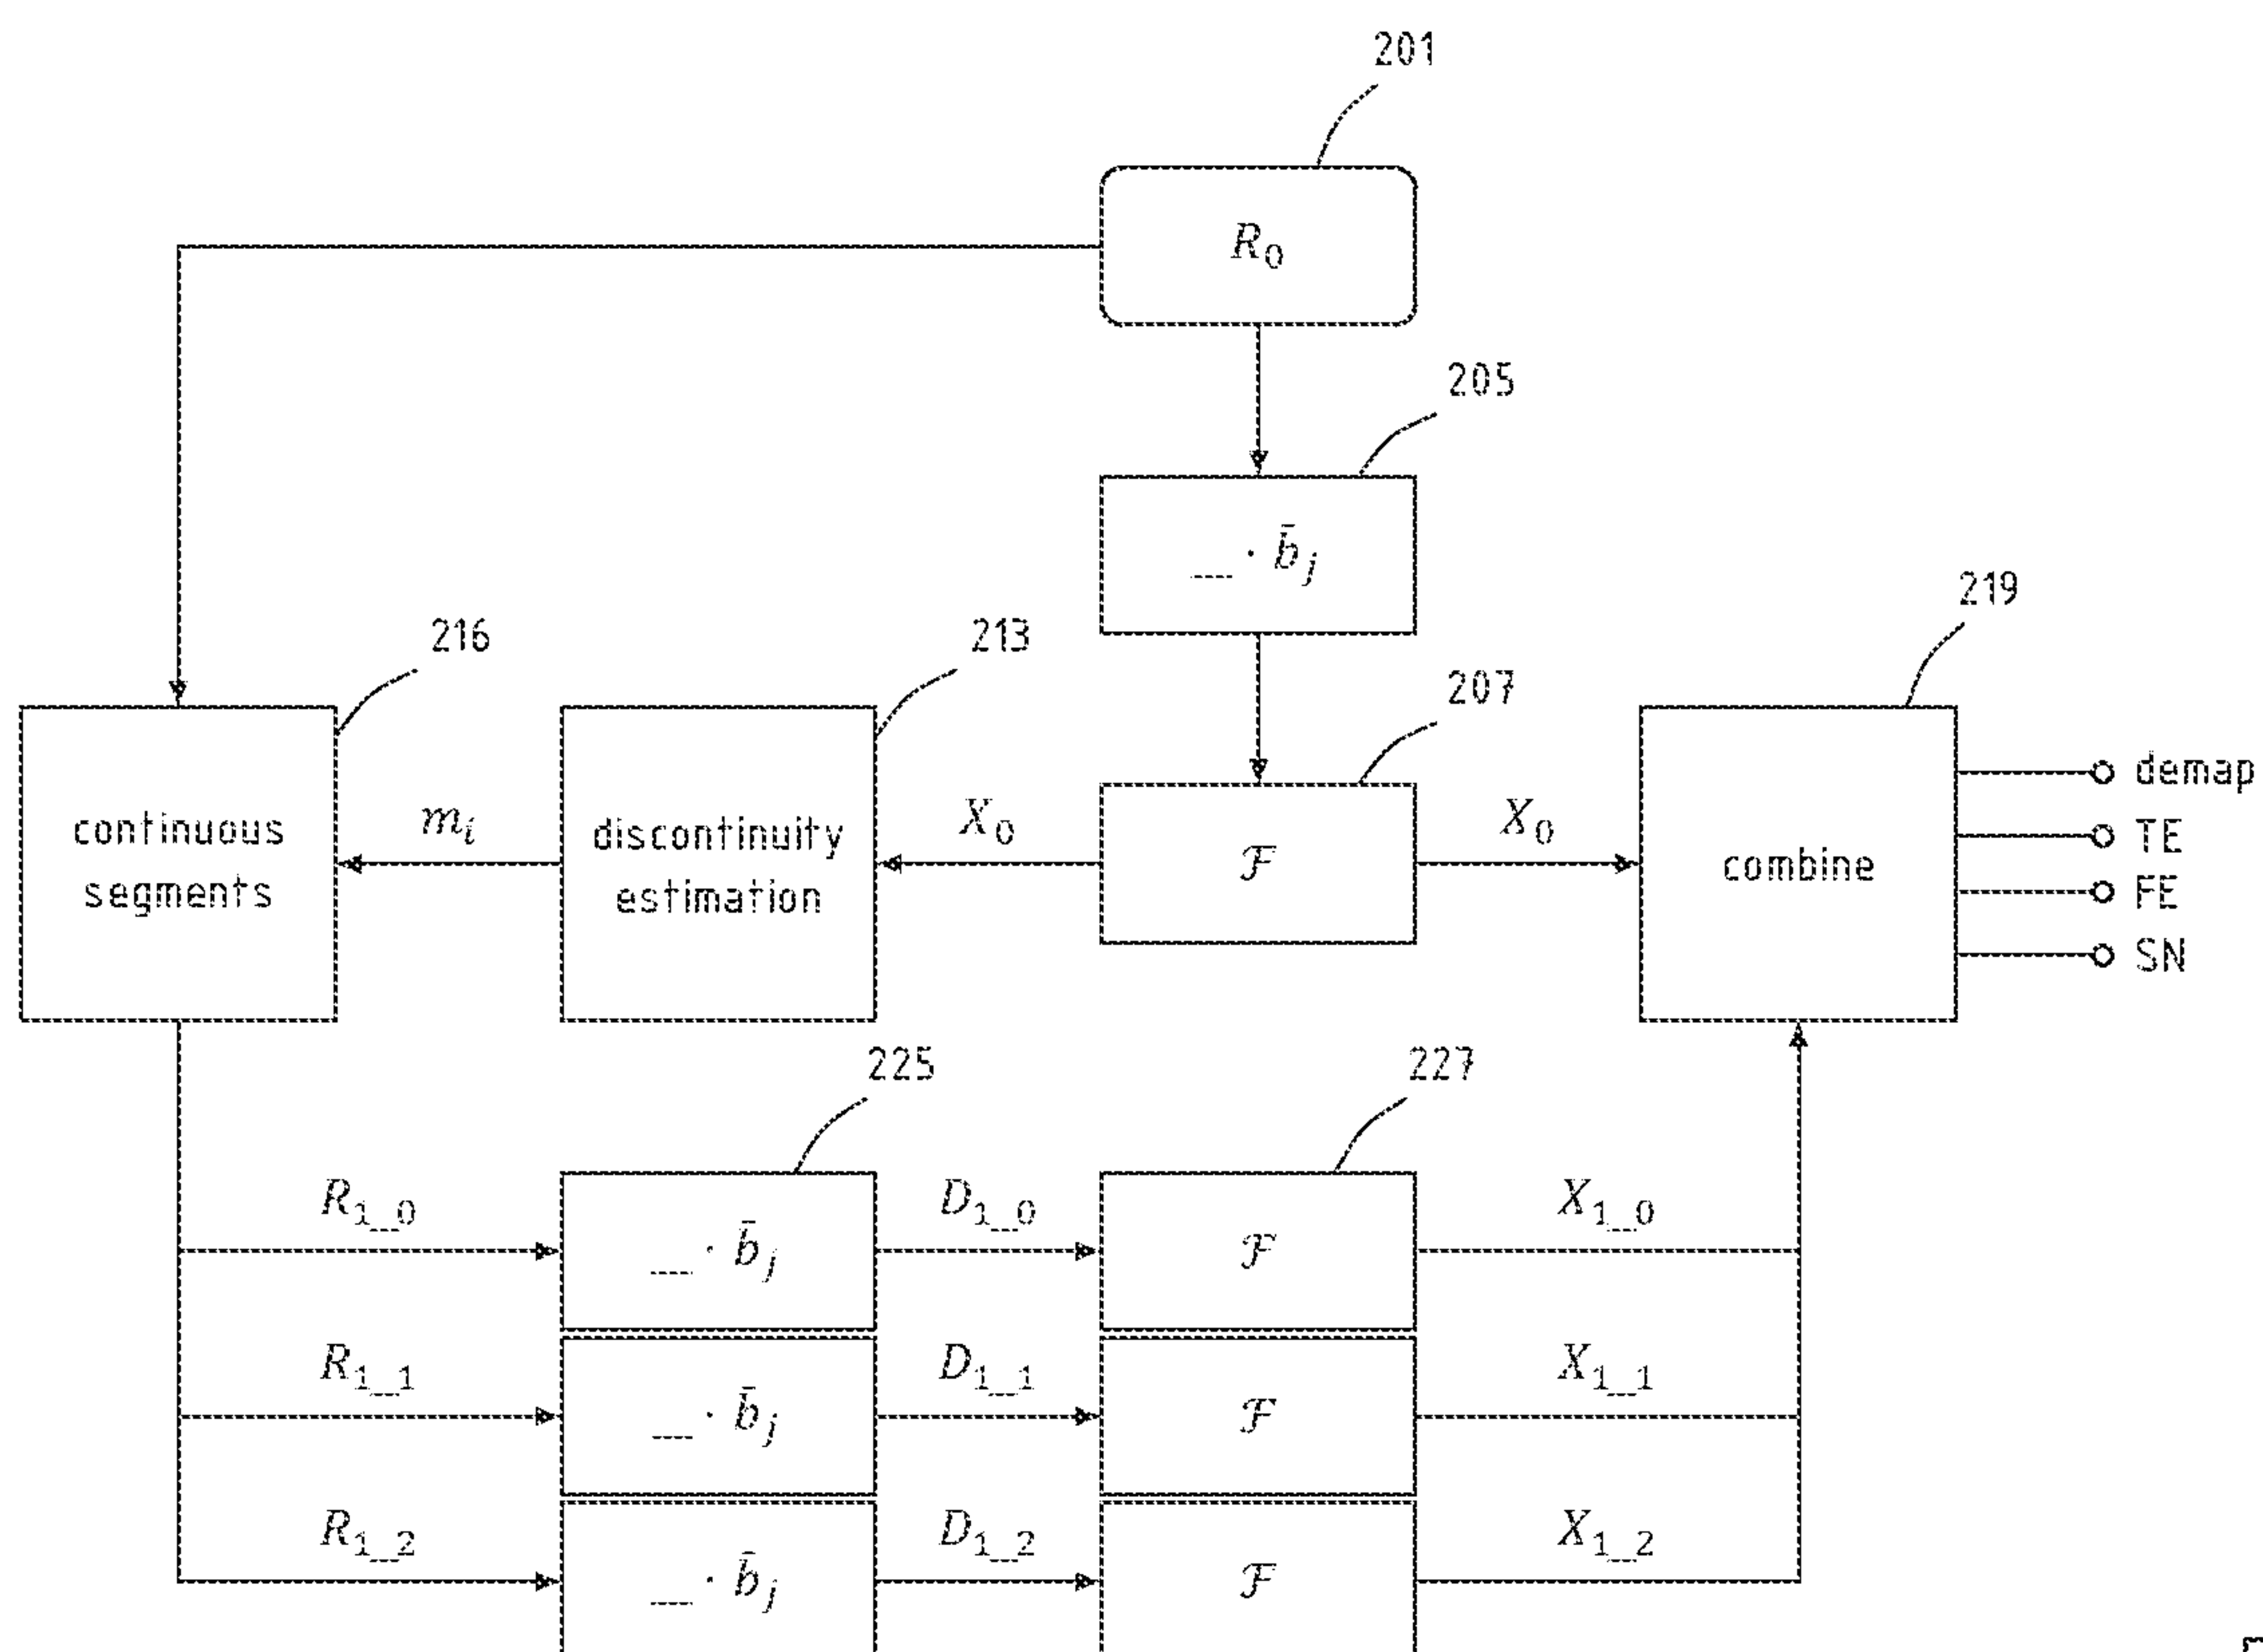 201
R₀
205
_ · b̄ⱼ
216
213
207
219
continuous
segments
mᵢ
discontinuity
estimation
X₀
ℱ
X₀
combine
demap
TE
FE
SN
225
227
R₁_₀
_ · b̄ⱼ
D₁_₀
ℱ
X₁_₀
R₁_₁
_ · b̄ⱼ
D₁_₁
ℱ
X₁_₁
R₁_₂
_ · b̄ⱼ
D₁_₂
ℱ
X₁_₂